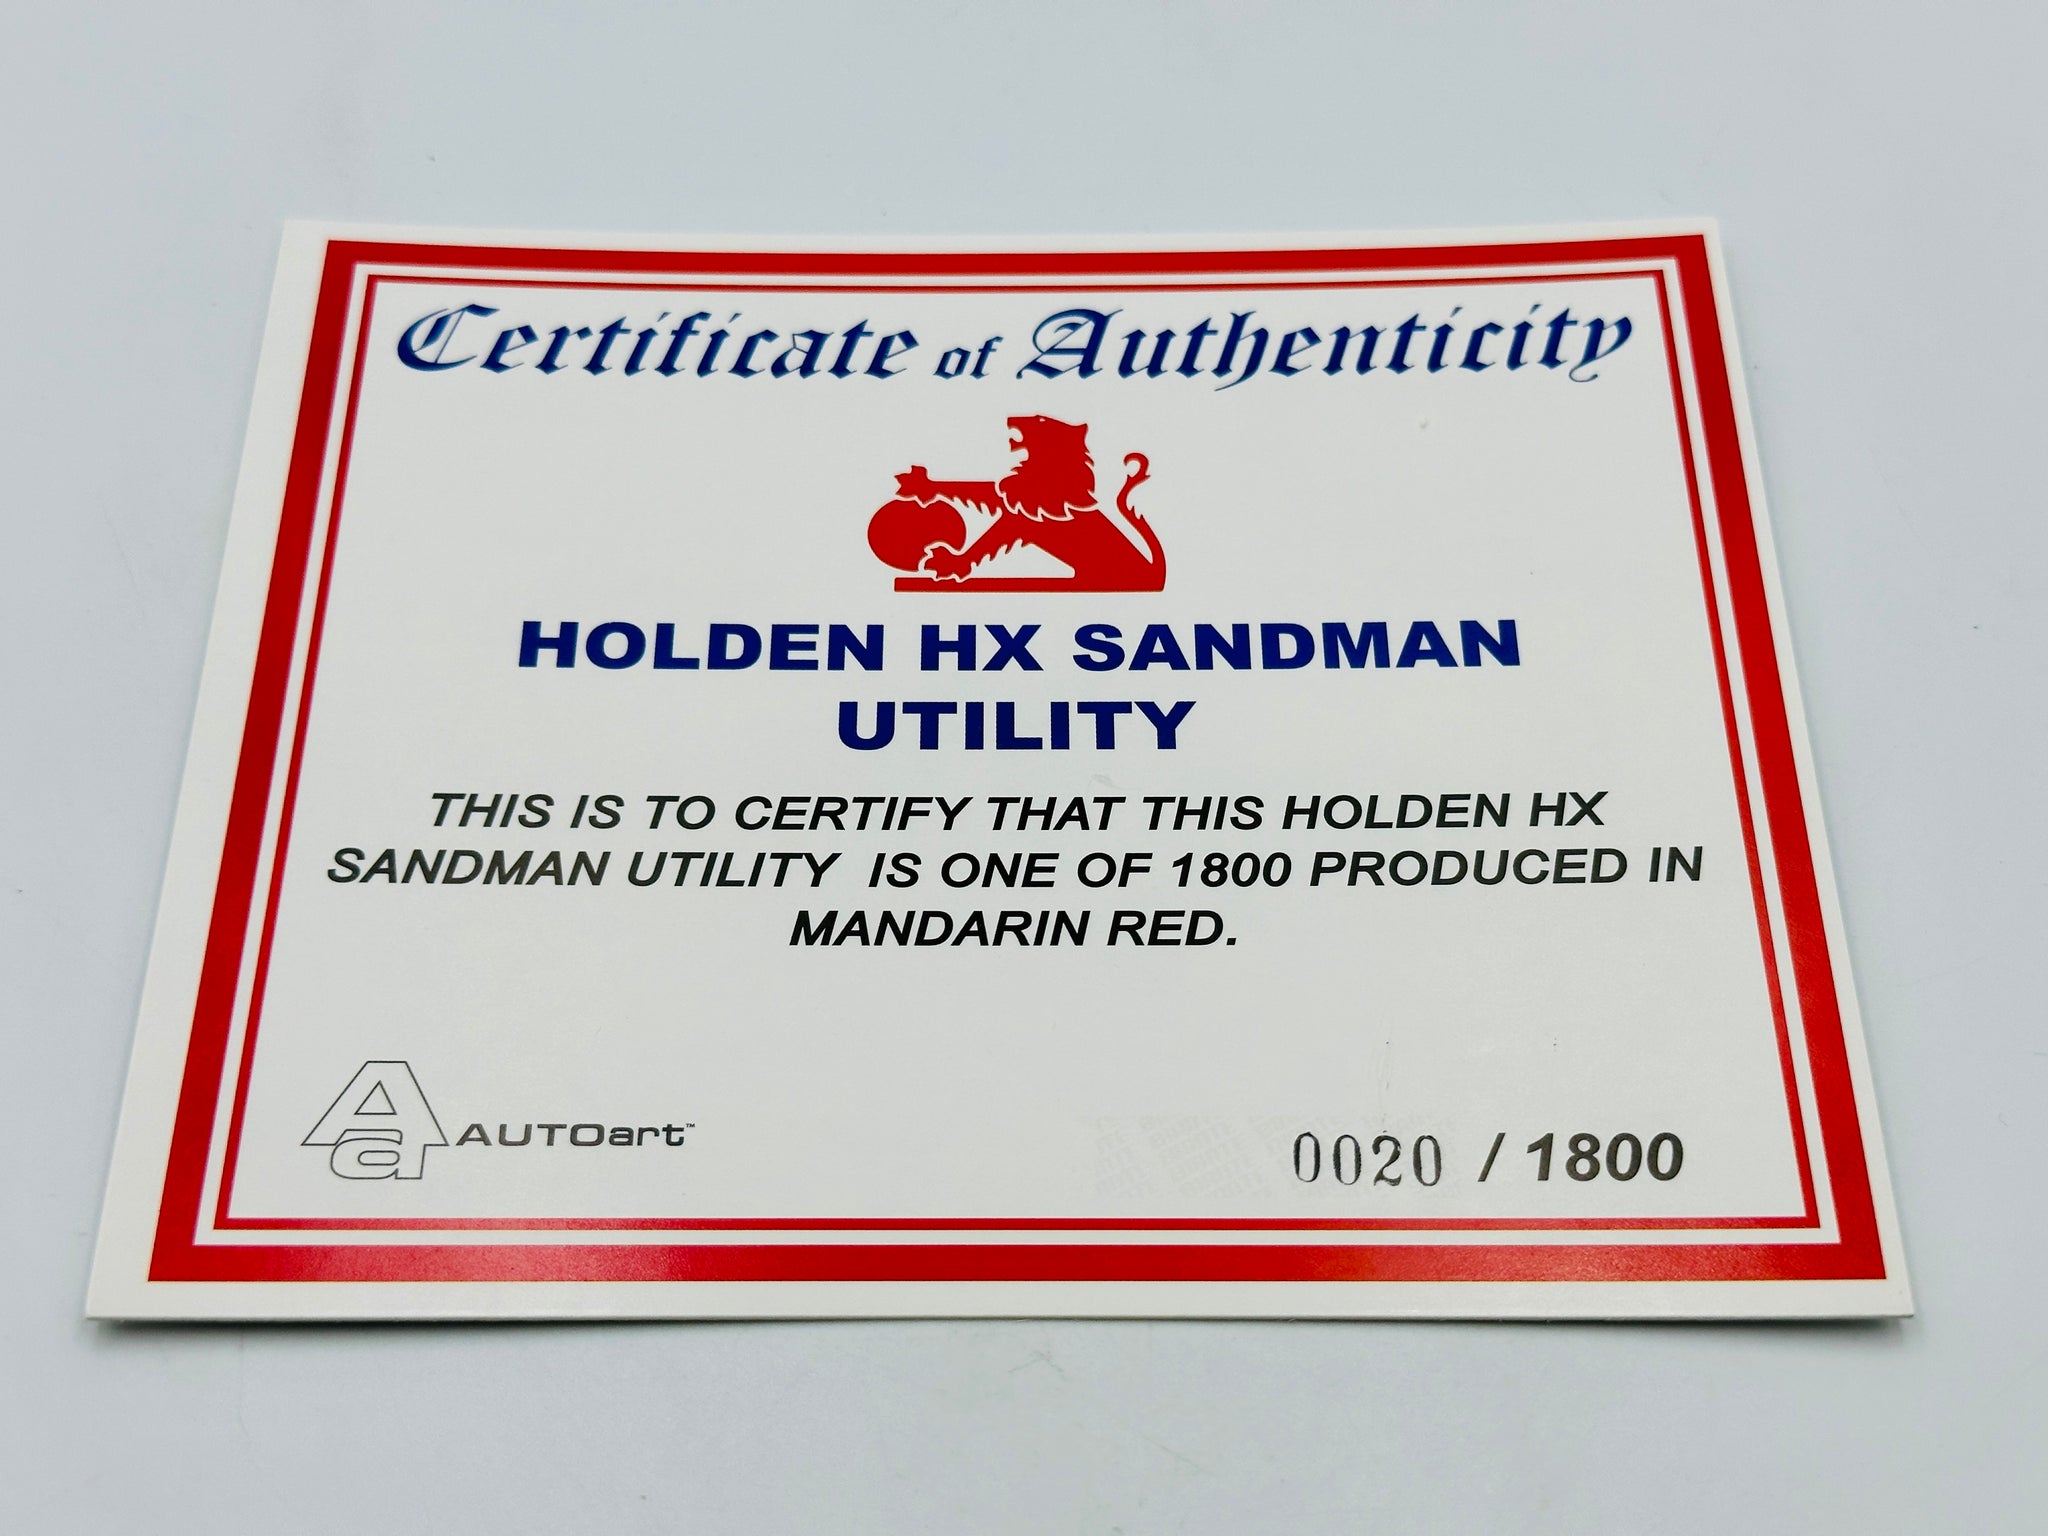 Certificate of Authenticity
HOLDEN HX SANDMAN
UTILITY
THIS IS TO CERTIFY THAT THIS HOLDEN HX
SANDMAN UTILITY IS ONE OF 1800 PRODUCED IN
MANDARIN RED.
Aa AUTOart™
0020 / 1800